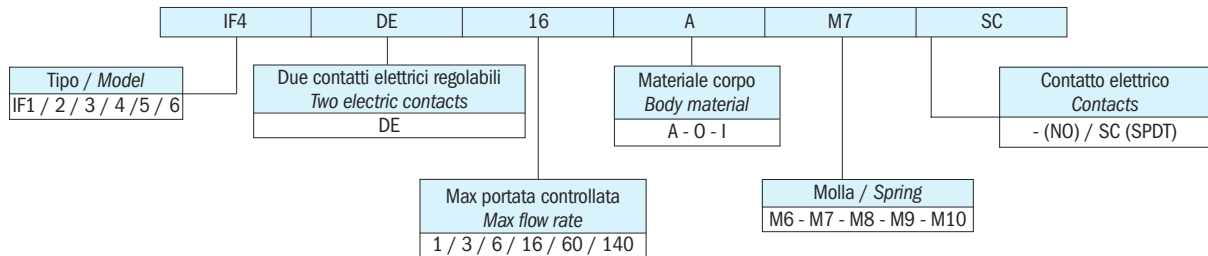 IF4 DE 16 A M7 SC
Tipo / Model
IF1 / 2 / 3 / 4 /5 / 6
Due contatti elettrici regolabili
Two electric contacts
DE
Materiale corpo
Body material
A - O - I
Contatto elettrico
Contacts
- (NO) / SC (SPDT)
Max portata controllata
Max flow rate
1 / 3 / 6 / 16 / 60 / 140
Molla / Spring
M6 - M7 - M8 - M9 - M10